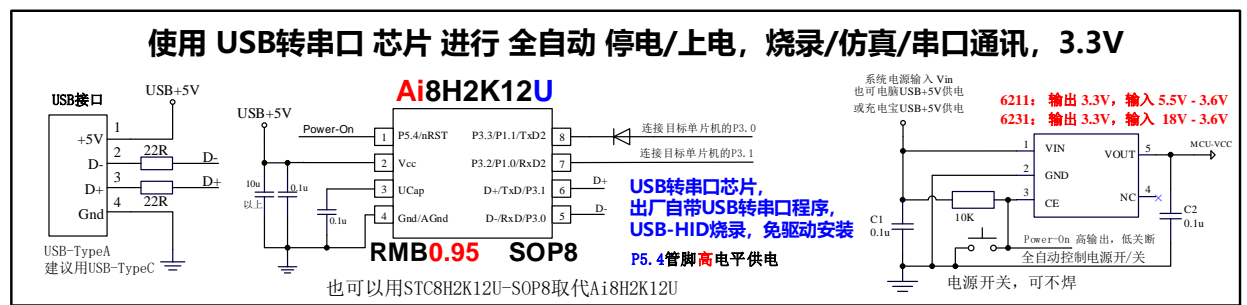 使用 USB转串口 芯片 进行 全自动 停电/上电，烧录/仿真/串口通讯，3.3V
USB接口
USB+5V
+5V
1
D-
2
22R
D-
D+
3
D+
22R
Gnd
4
USB-TypeA
建议用USB-TypeC
USB+5V
10u
以上
0.1u
0.1u
Power-On
Ai8H2K12U
1
P5.4/nRST
P3.3/P1.1/TxD2
8
2
Vcc
P3.2/P1.0/RxD2
7
3
UCap
D+/TxD/P3.1
6
4
Gnd/AGnd
D-/RxD/P3.0
5
D+
D-
连接目标单片机的P3.0
连接目标单片机的P3.1
RMB0.95
SOP8
USB转串口芯片，
出厂自带USB转串口程序，
USB-HID烧录，免驱动安装
P5.4管脚高电平供电
也可以用STC8H2K12U-SOP8取代Ai8H2K12U
系统电源输入 Vin
也可电脑USB+5V供电
或充电宝USB+5V供电
6211： 输出 3.3V，输入 5.5V - 3.6V
6231： 输出 3.3V，输入 18V - 3.6V
1
VIN
VOUT
5
MCU-VCC
2
GND
3
CE
NC
4
10K
C1
0.1u
C2
0.1u
Power-On 高输出，低关断
全自动控制电源开/关
电源开关，可不焊